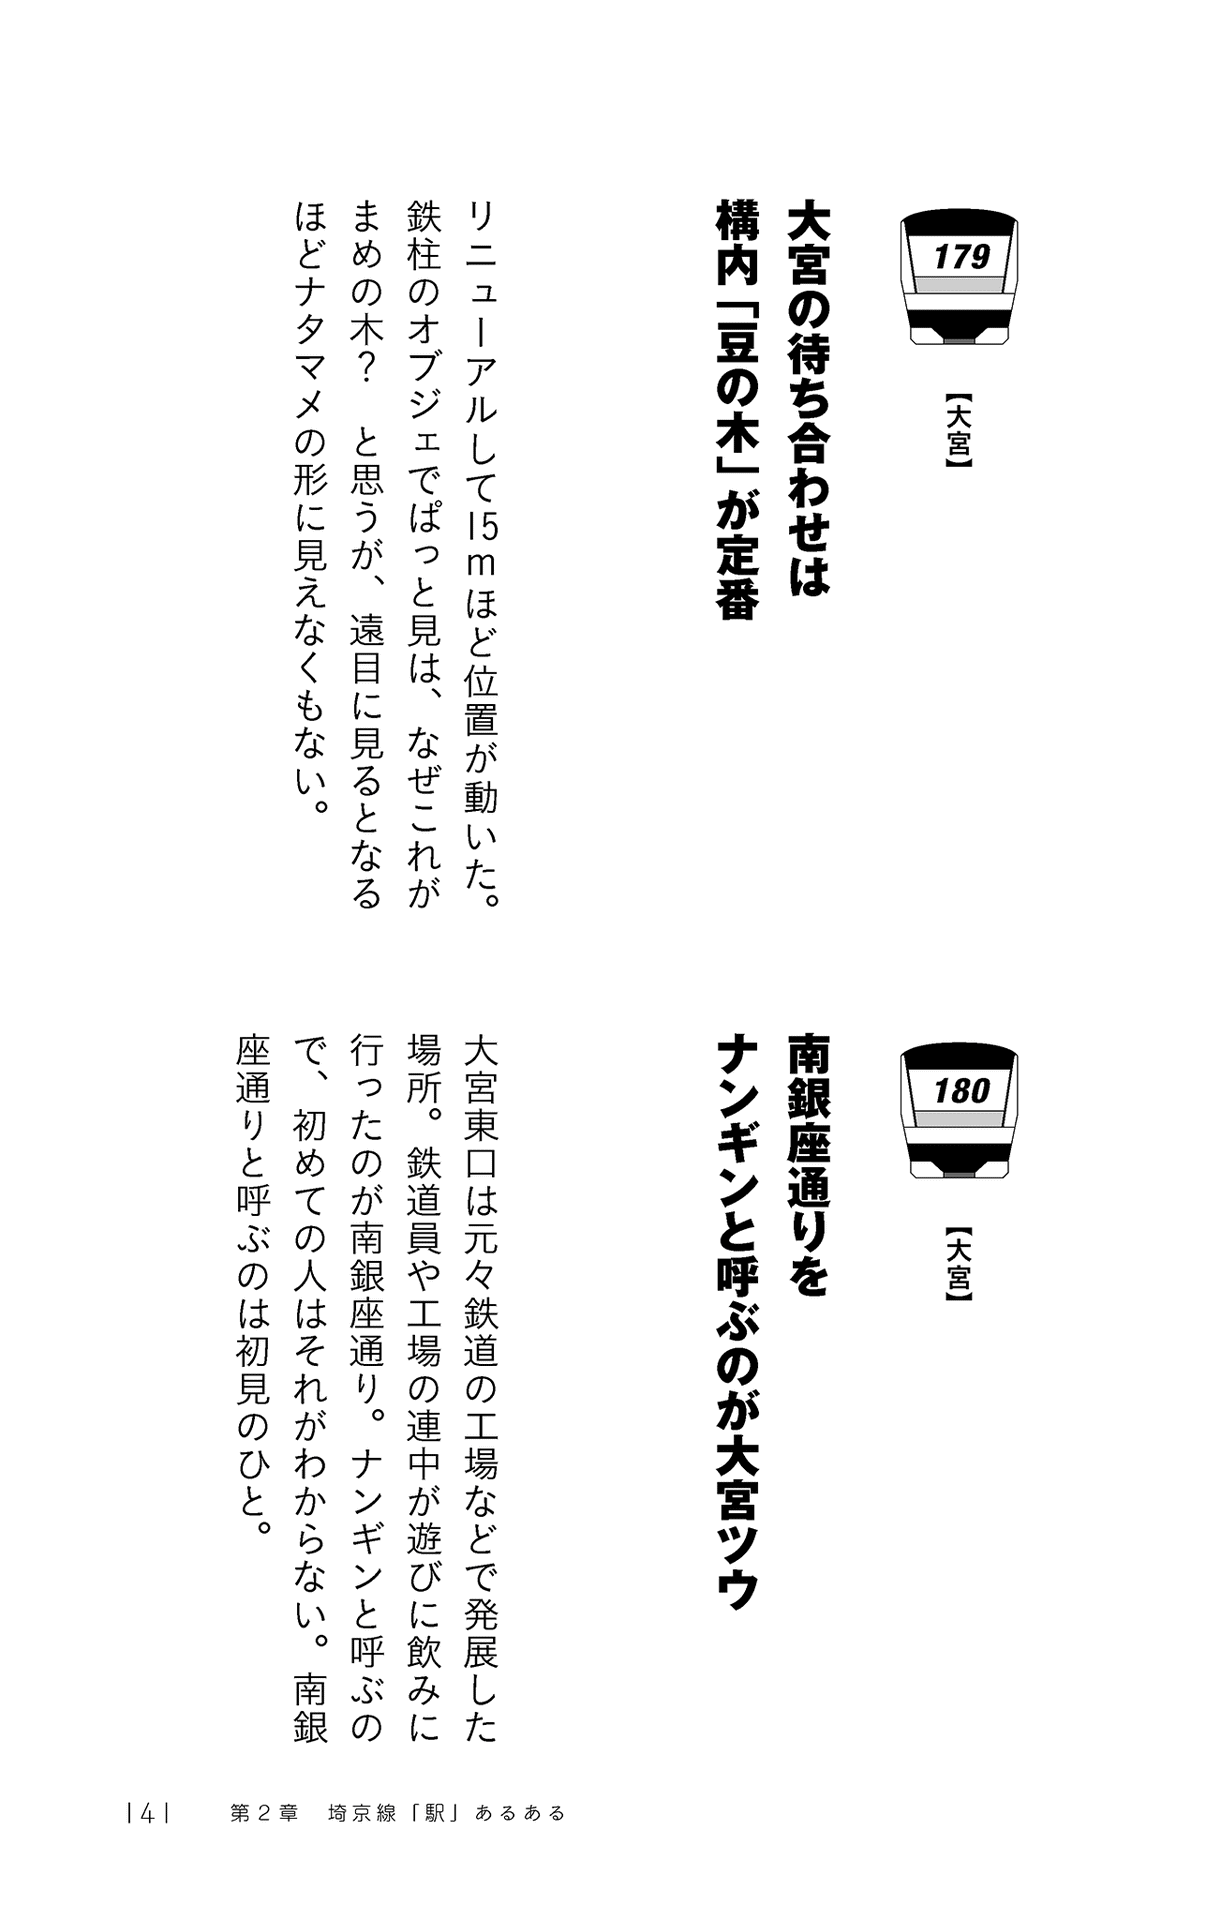 179
【大宮】
大宮の待ち合わせは
構内「豆の木」が定番
リニューアルして15mほど位置が動いた。
鉄柱のオブジェでぱっと見は、なぜこれが
まめの木？　と思うが、遠目に見るとなる
ほどナタマメの形に見えなくもない。
180
【大宮】
南銀座通りを
ナンギンと呼ぶのが大宮ツウ
大宮東口は元々鉄道の工場などで発展した
場所。鉄道員や工場の連中が遊びに飲みに
行ったのが南銀座通り。ナンギンと呼ぶの
で、初めての人はそれがわからない。南銀
座通りと呼ぶのは初見のひと。
141　第2章　埼京線「駅」あるある